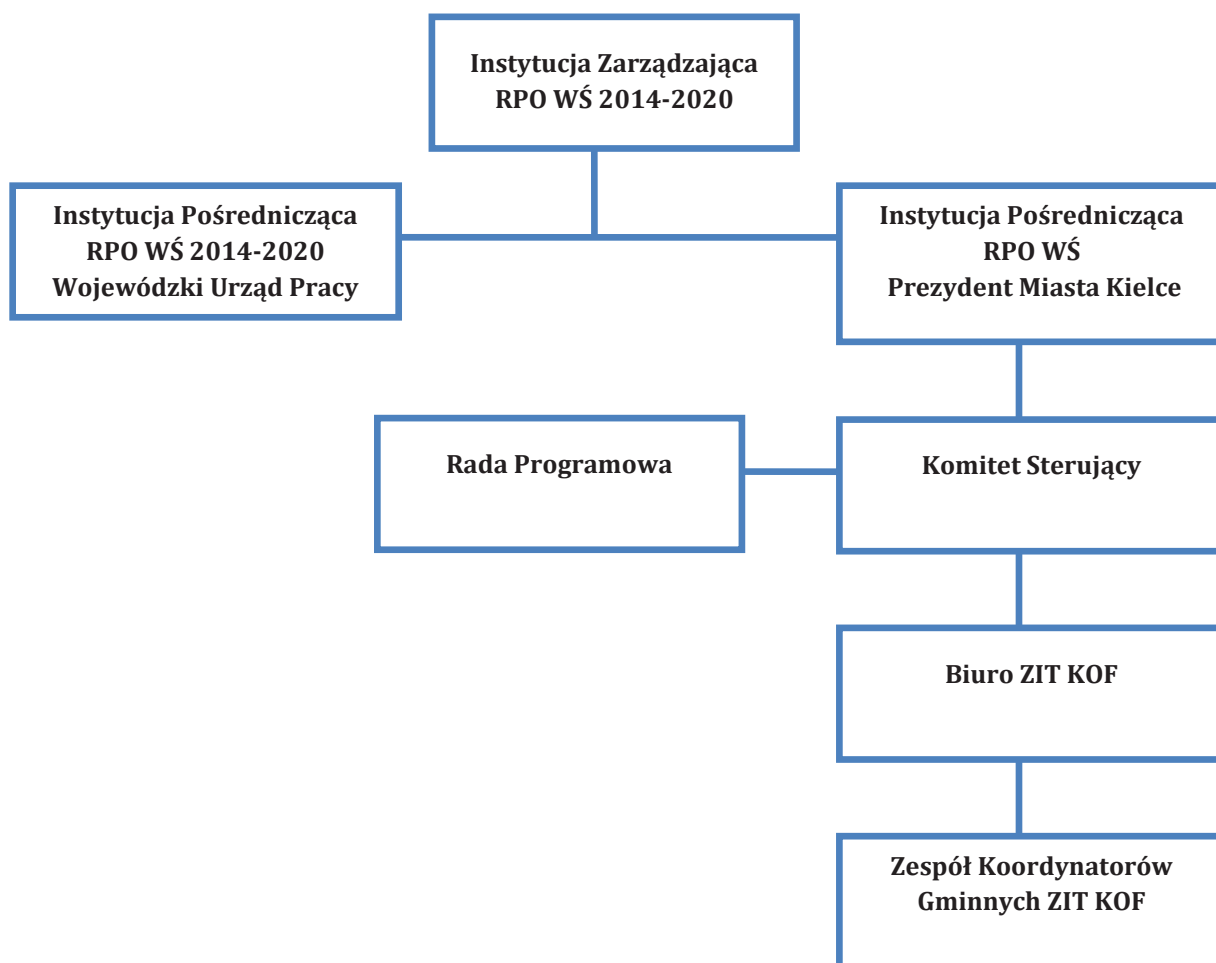 Instytucja Zarządzająca
RPO WŚ 2014-2020
Instytucja Pośrednicząca
RPO WŚ 2014-2020
Wojewódzki Urząd Pracy
Instytucja Pośrednicząca
RPO WŚ
Prezydent Miasta Kielce
Rada Programowa
Komitet Sterujący
Biuro ZIT KOF
Zespół Koordynatorów
Gminnych ZIT KOF